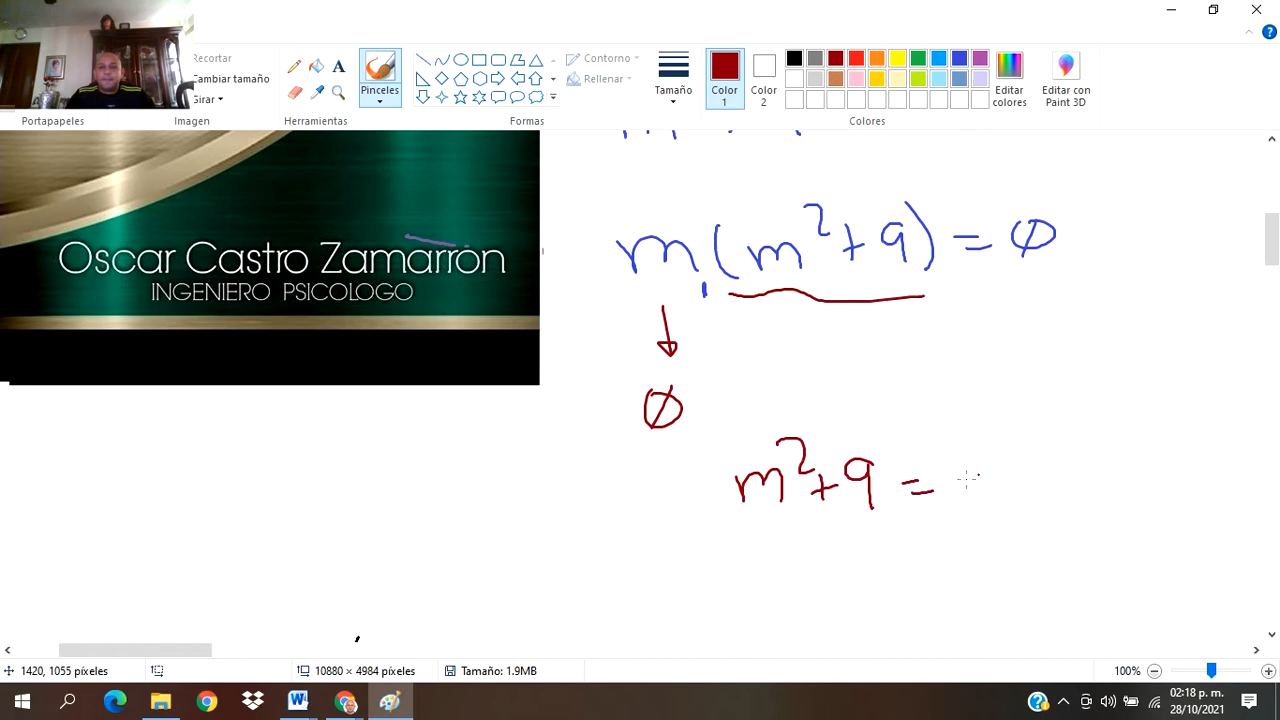 Recortar
Cambiar tamaño
Girar
Portapapeles
Imagen
Herramientas
Pinceles
Formas
Contorno
Rellenar
Tamaño
Color 1
Color 2
Editar colores
Editar con Paint 3D
Colores
Oscar Castro Zamarrón
INGENIERO PSICOLOGO
m(m²+9) = 0
0
m²+9 =
1420, 1055 píxeles
10880 × 4984 píxeles
Tamaño: 1.9MB
100%
02:18 p. m.
28/10/2021